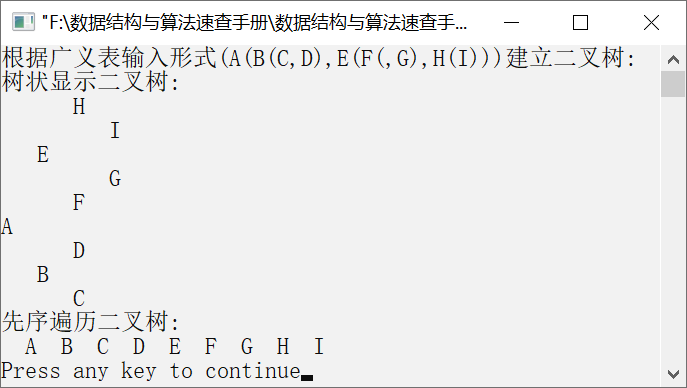 "F:\数据结构与算法速查手册\数据结构与算法速查手...
根据广义表输入形式(A(B(C,D),E(F(,G),H(I)))建立二叉树:
树状显示二叉树:
H
I
E
G
F
A
D
B
C
先序遍历二叉树:
A B C D E F G H I
Press any key to continue